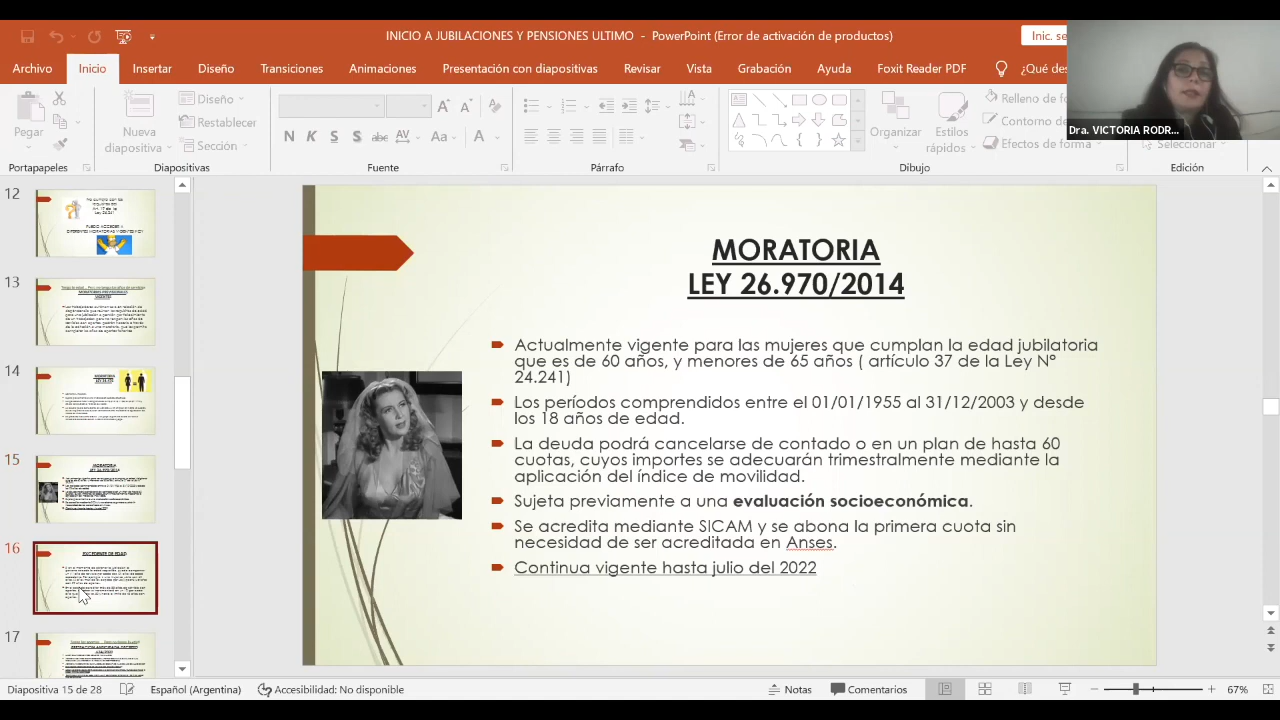 INICIO A JUBILACIONES Y PENSIONES ULTIMO - PowerPoint (Error de activación de productos)
Inic. se
Archivo Inicio Insertar Diseño Transiciones Animaciones Presentación con diapositivas Revisar Vista Grabación Ayuda Foxit Reader PDF ¿Qué des
Pegar
Nueva diapositiva
Diseño
Restablecer
Sección
N K S S abc AV Aa A
Organizar
Estilos rápidos
Relleno de fo
Contorno de
Efectos de forma
Seleccionar
Portapapeles Diapositivas Fuente Párrafo Dibujo Edición
Dra. VICTORIA RODR...
12
13
14
15
16
EXCEDENTE DE EDAD
17
MORATORIA
LEY 26.970/2014
Actualmente vigente para las mujeres que cumplan la edad jubilatoria
que es de 60 años, y menores de 65 años ( artículo 37 de la Ley Nº
24.241)
Los períodos comprendidos entre el 01/01/1955 al 31/12/2003 y desde
los 18 años de edad.
La deuda podrá cancelarse de contado o en un plan de hasta 60
cuotas, cuyos importes se adecuarán trimestralmente mediante la
aplicación del índice de movilidad.
Sujeta previamente a una evaluación socioeconómica.
Se acredita mediante SICAM y se abona la primera cuota sin
necesidad de ser acreditada en Anses.
Continua vigente hasta julio del 2022
Diapositiva 15 de 28 Español (Argentina) Accesibilidad: No disponible Notas Comentarios 67%